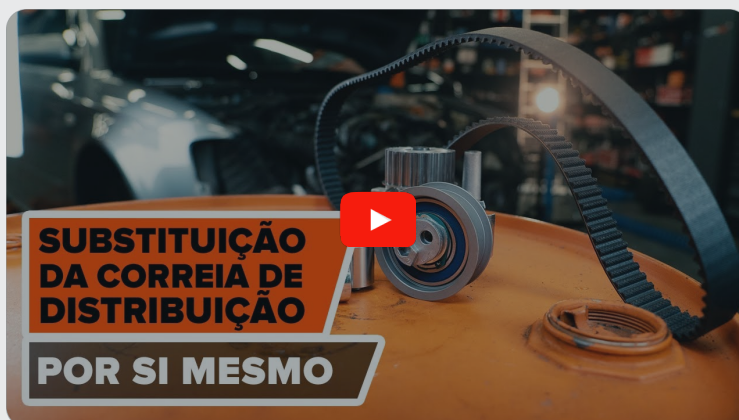 SUBSTITUIÇÃO
DA CORREIA DE
DISTRIBUIÇÃO
POR SI MESMO